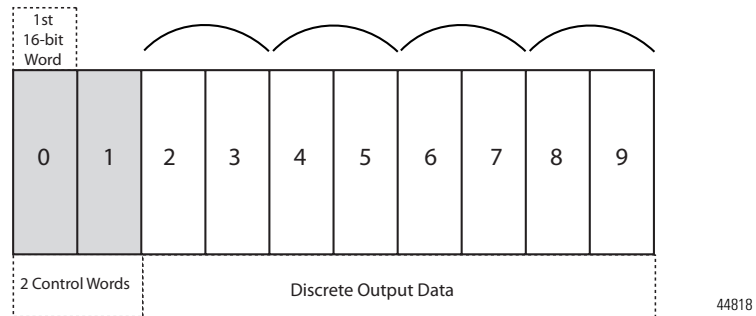 1st
16-bit
Word
0 1 2 3 4 5 6 7 8 9
2 Control Words
Discrete Output Data
44818